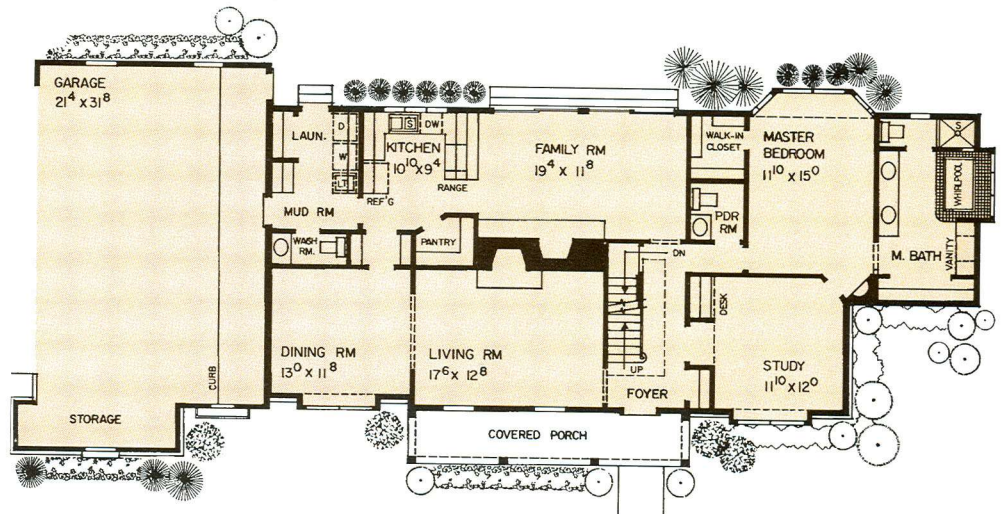 GARAGE
21⁴ x 31⁸
LAUN.
D
W
LT
S
DW
KITCHEN
10¹⁰ x 9⁴
RANGE
REF'G
FAMILY RM
19⁴ x 11⁸
WALK-IN
CLOSET
MASTER
BEDROOM
11¹⁰ x 15⁰
S
WHIRLPOOL
MUD RM
WASH
RM.
PANTRY
PDR
RM
DN
M. BATH
VANITY
DESK
CURB
DINING RM
13⁰ x 11⁸
LIVING RM
17⁶ x 12⁸
UP
FOYER
STUDY
11¹⁰ x 12⁰
STORAGE
COVERED PORCH